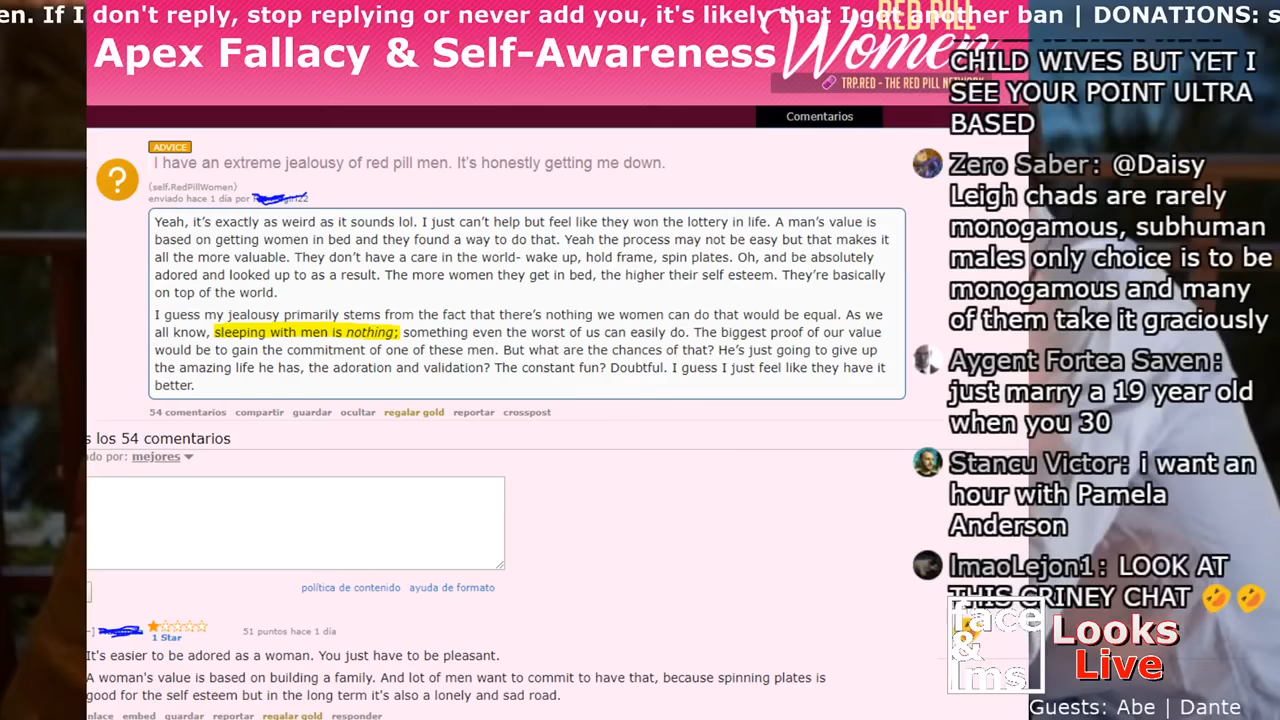 en. If I don't reply, stop replying or never add you, it's likely that I get another ban | DONATIONS: s
Apex Fallacy & Self-Awareness
RED PILL
Women
TRP.RED - THE RED PILL NETWORK
Comentarios
ADVICE
I have an extreme jealousy of red pill men. It's honestly getting me down.
(self.RedPillWomen)
enviado hace 1 día por
Yeah, it's exactly as weird as it sounds lol. I just can't help but feel like they won the lottery in life. A man's value is
based on getting women in bed and they found a way to do that. Yeah the process may not be easy but that makes it
all the more valuable. They don't have a care in the world- wake up, hold frame, spin plates. Oh, and be absolutely
adored and looked up to as a result. The more women they get in bed, the higher their self esteem. They're basically
on top of the world.
I guess my jealousy primarily stems from the fact that there's nothing we women can do that would be equal. As we
all know, sleeping with men is nothing; something even the worst of us can easily do. The biggest proof of our value
would be to gain the commitment of one of these men. But what are the chances of that? He's just going to give up
the amazing life he has, the adoration and validation? The constant fun? Doubtful. I guess I just feel like they have it
better.
54 comentarios compartir guardar ocultar regalar gold reportar crosspost
s los 54 comentarios
do por: mejores
política de contenido ayuda de formato
1 Star
51 puntos hace 1 día
It's easier to be adored as a woman. You just have to be pleasant.
A woman's value is based on building a family. And lot of men want to commit to have that, because spinning plates is
good for the self esteem but in the long term it's also a lonely and sad road.
nlace embed guardar reportar regalar gold responder
CHILD WIVES BUT YET I
SEE YOUR POINT ULTRA
BASED
Zero Saber: @Daisy
Leigh chads are rarely
monogamous, subhuman
males only choice is to be
monogamous and many
of them take it graciously
Aygent Fortea Saven:
just marry a 19 year old
when you 30
Stancu Victor: i want an
hour with Pamela
Anderson
lmaoLejon1: LOOK AT
THIS CRINEY CHAT 🤣🤣
face
&
lms
Looks
Live
Guests: Abe | Dante